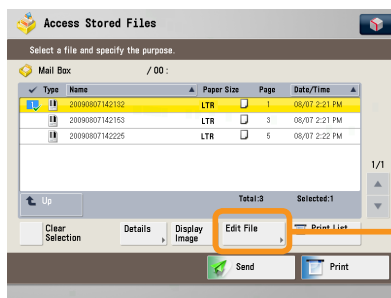 Access Stored Files
Select a file and specify the purpose.
Mail Box / 00 :
✓ Type Name ▲ Paper Size Page Date/Time ▲
1 20090807142132 LTR 1 08/07 2:21 PM
20090807142153 LTR 3 08/07 2:21 PM
20090807142225 LTR 5 08/07 2:22 PM
1/1
Up Total:3 Selected:1
Clear Selection Details Display Image Edit File Print List
Send Print